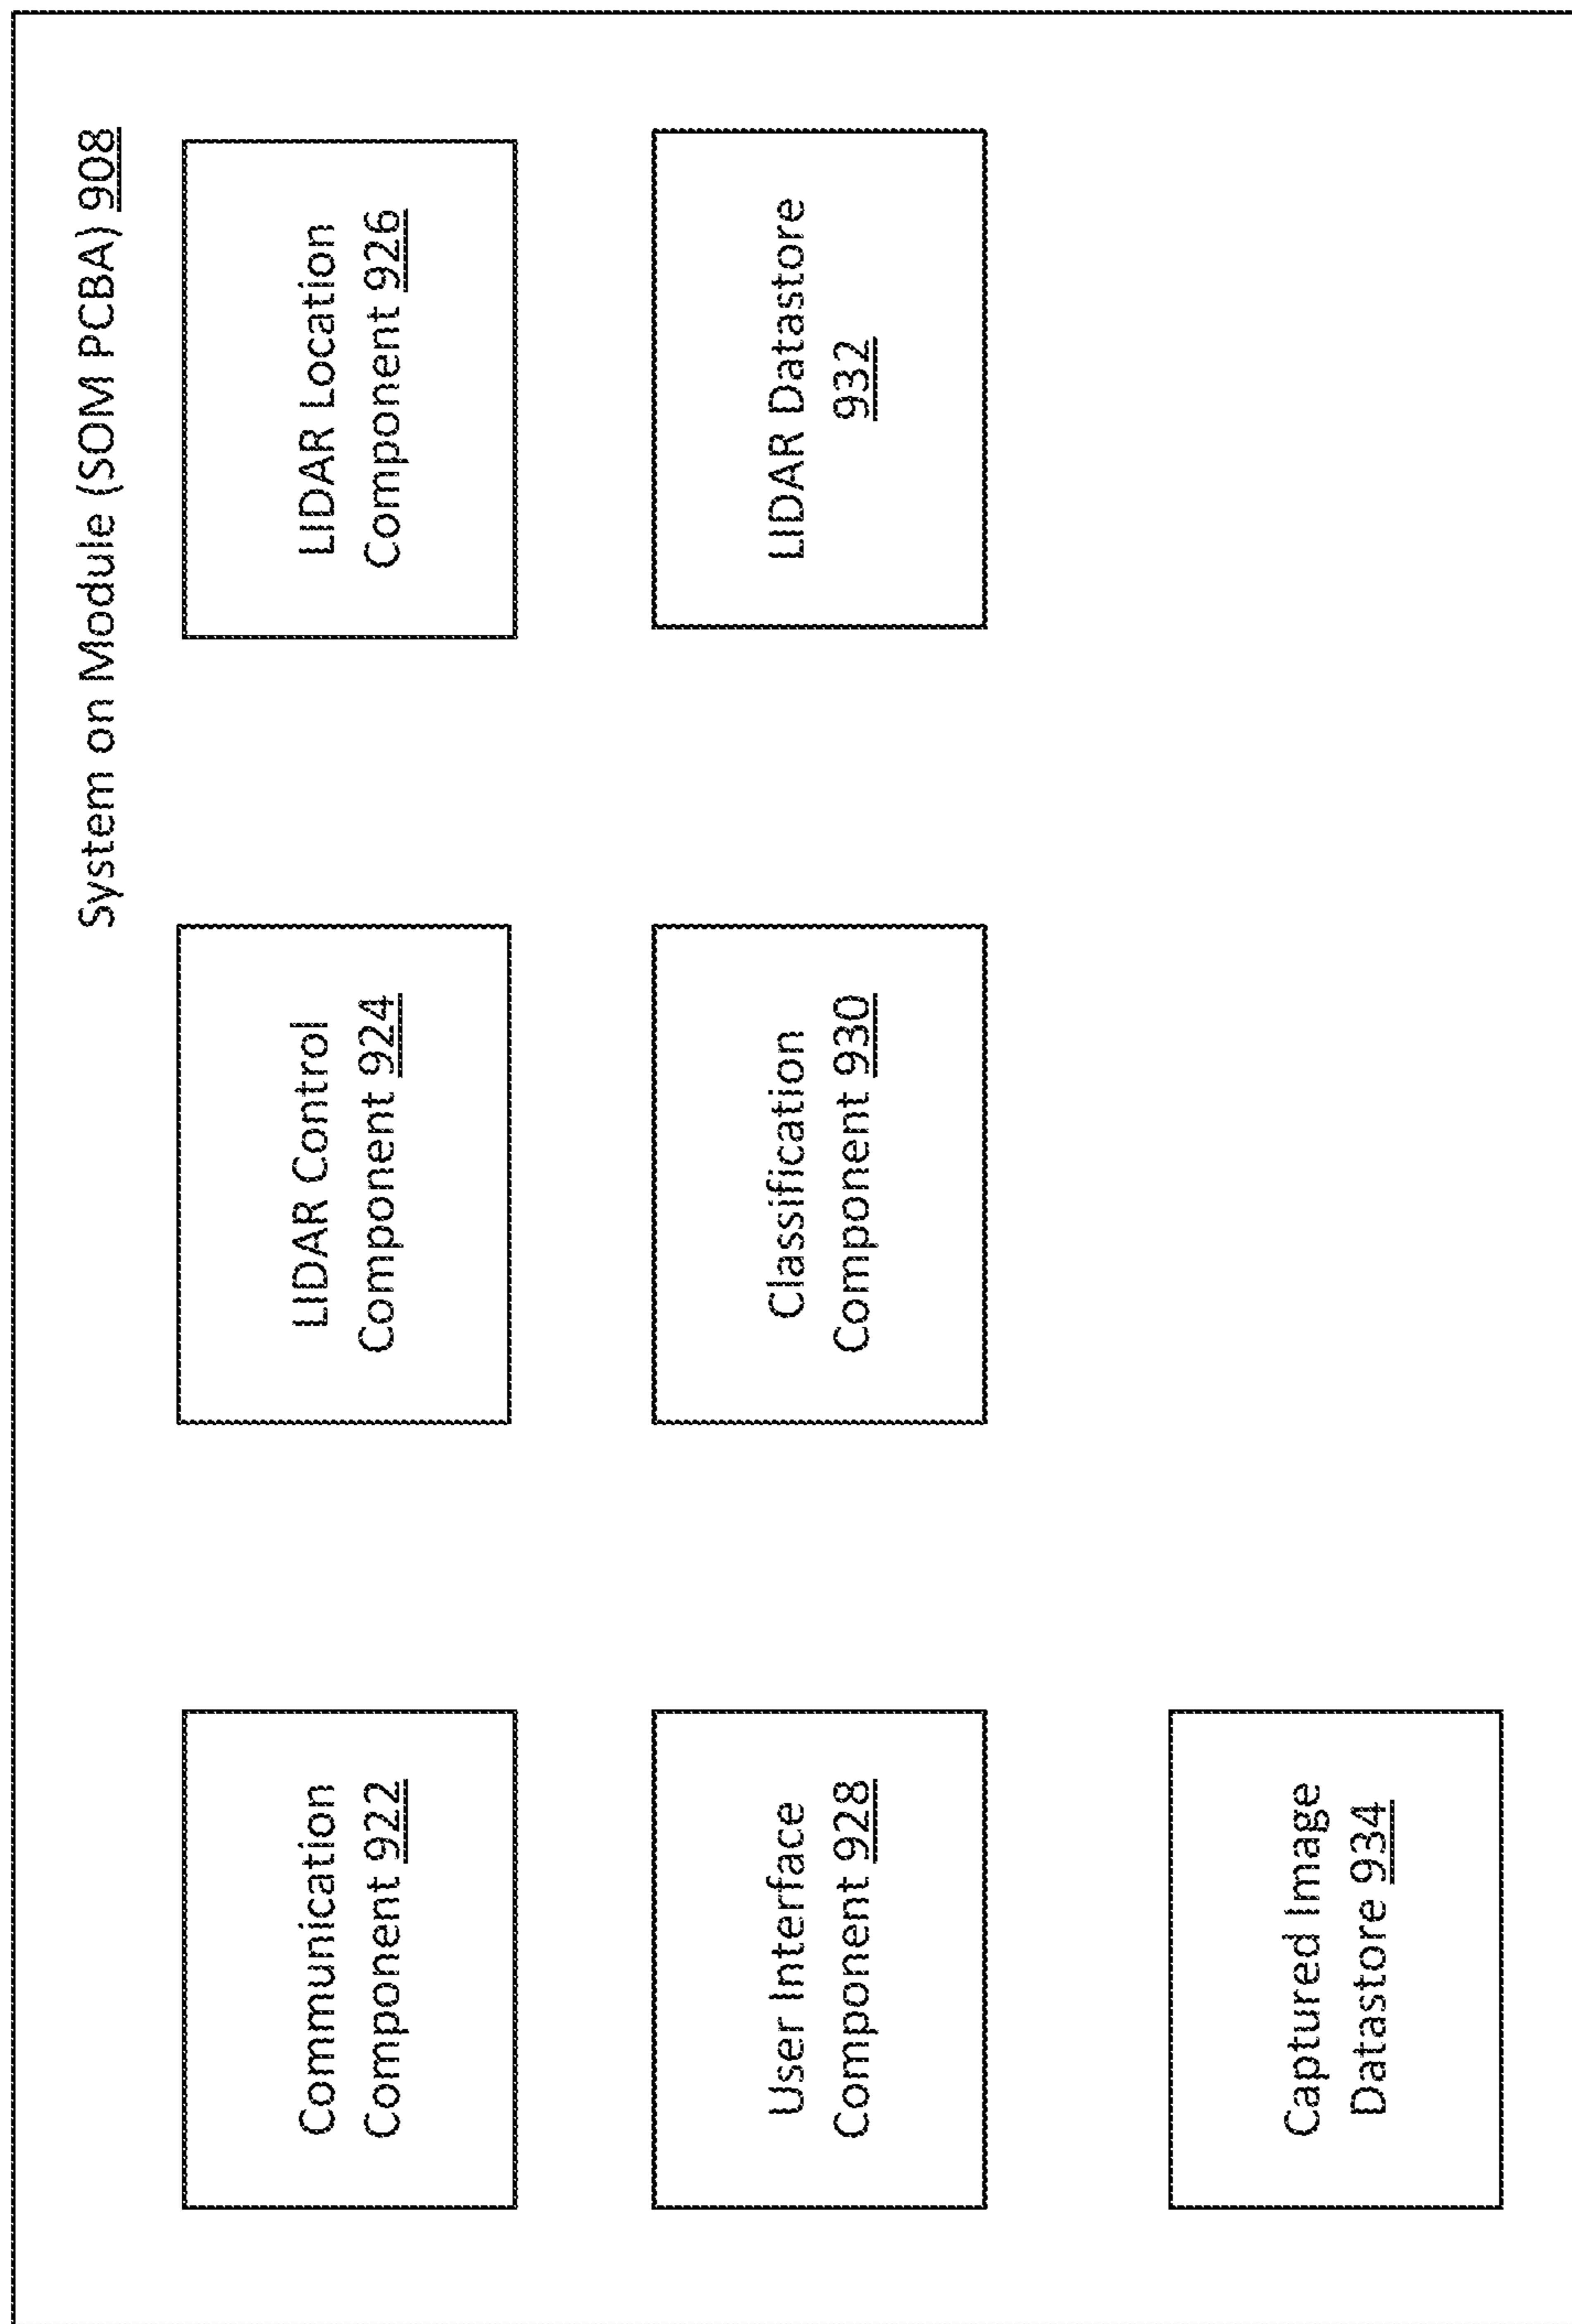 System on Module (SOM PCBA) 908
Communication
Component 922
LIDAR Control
Component 924
LIDAR Location
Component 926
User Interface
Component 928
Classification
Component 930
LIDAR Datastore
932
Captured Image
Datastore 934